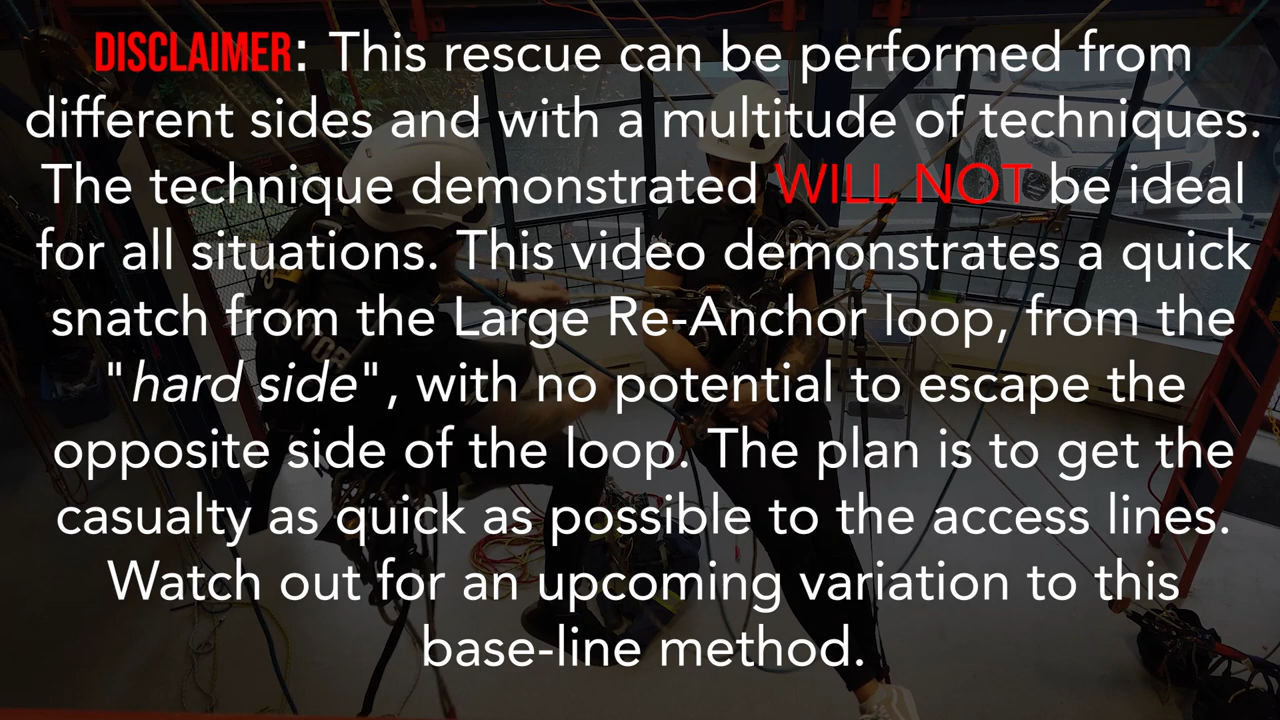 DISCLAIMER: This rescue can be performed from
different sides and with a multitude of techniques.
The technique demonstrated WILL NOT be ideal
for all situations. This video demonstrates a quick
snatch from the Large Re-Anchor loop, from the
"hard side", with no potential to escape the
opposite side of the loop. The plan is to get the
casualty as quick as possible to the access lines.
Watch out for an upcoming variation to this
base-line method.